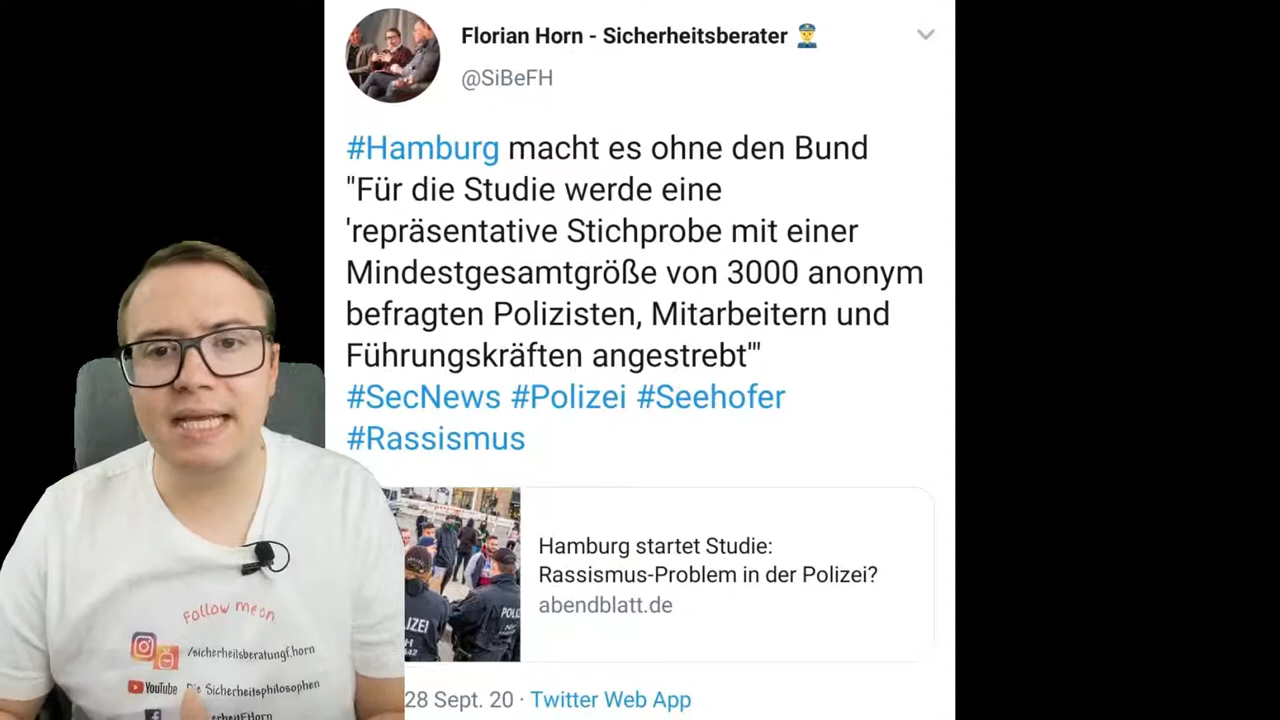 Florian Horn - Sicherheitsberater
@SiBeFH
#Hamburg macht es ohne den Bund
"Für die Studie werde eine
'repräsentative Stichprobe mit einer
Mindestgesamtgröße von 3000 anonym
befragten Polizisten, Mitarbeitern und
Führungskräften angestrebt'"
#SecNews #Polizei #Seehofer
#Rassismus
Hamburg startet Studie:
Rassismus-Problem in der Polizei?
abendblatt.de
28 Sept. 20 · Twitter Web App
Follow me on
/sicherheitsberatungf.horn
YouTube Die Sicherheitsphilosophen